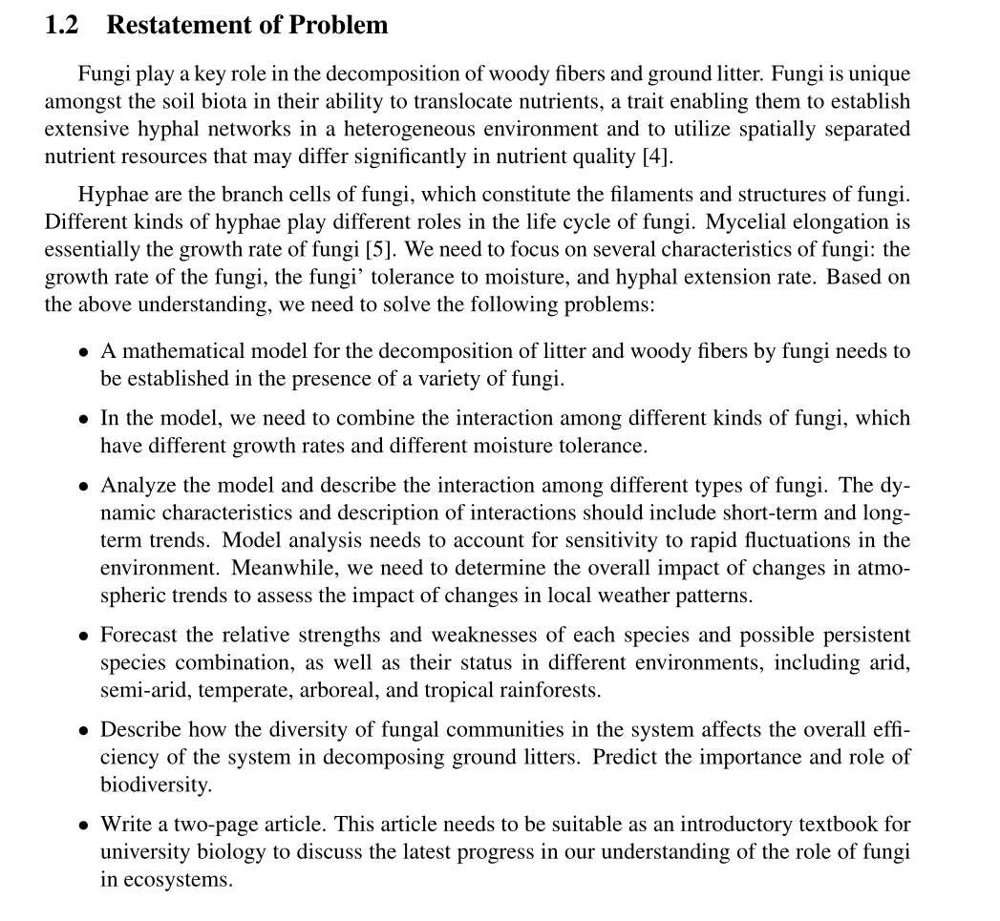 1.2 Restatement of Problem
Fungi play a key role in the decomposition of woody fibers and ground litter. Fungi is unique
amongst the soil biota in their ability to translocate nutrients, a trait enabling them to establish
extensive hyphal networks in a heterogeneous environment and to utilize spatially separated
nutrient resources that may differ significantly in nutrient quality [4].
Hyphae are the branch cells of fungi, which constitute the filaments and structures of fungi.
Different kinds of hyphae play different roles in the life cycle of fungi. Mycelial elongation is
essentially the growth rate of fungi [5]. We need to focus on several characteristics of fungi: the
growth rate of the fungi, the fungi’ tolerance to moisture, and hyphal extension rate. Based on
the above understanding, we need to solve the following problems:
• A mathematical model for the decomposition of litter and woody fibers by fungi needs to
be established in the presence of a variety of fungi.
• In the model, we need to combine the interaction among different kinds of fungi, which
have different growth rates and different moisture tolerance.
• Analyze the model and describe the interaction among different types of fungi. The dy-
namic characteristics and description of interactions should include short-term and long-
term trends. Model analysis needs to account for sensitivity to rapid fluctuations in the
environment. Meanwhile, we need to determine the overall impact of changes in atmo-
spheric trends to assess the impact of changes in local weather patterns.
• Forecast the relative strengths and weaknesses of each species and possible persistent
species combination, as well as their status in different environments, including arid,
semi-arid, temperate, arboreal, and tropical rainforests.
• Describe how the diversity of fungal communities in the system affects the overall effi-
ciency of the system in decomposing ground litters. Predict the importance and role of
biodiversity.
• Write a two-page article. This article needs to be suitable as an introductory textbook for
university biology to discuss the latest progress in our understanding of the role of fungi
in ecosystems.